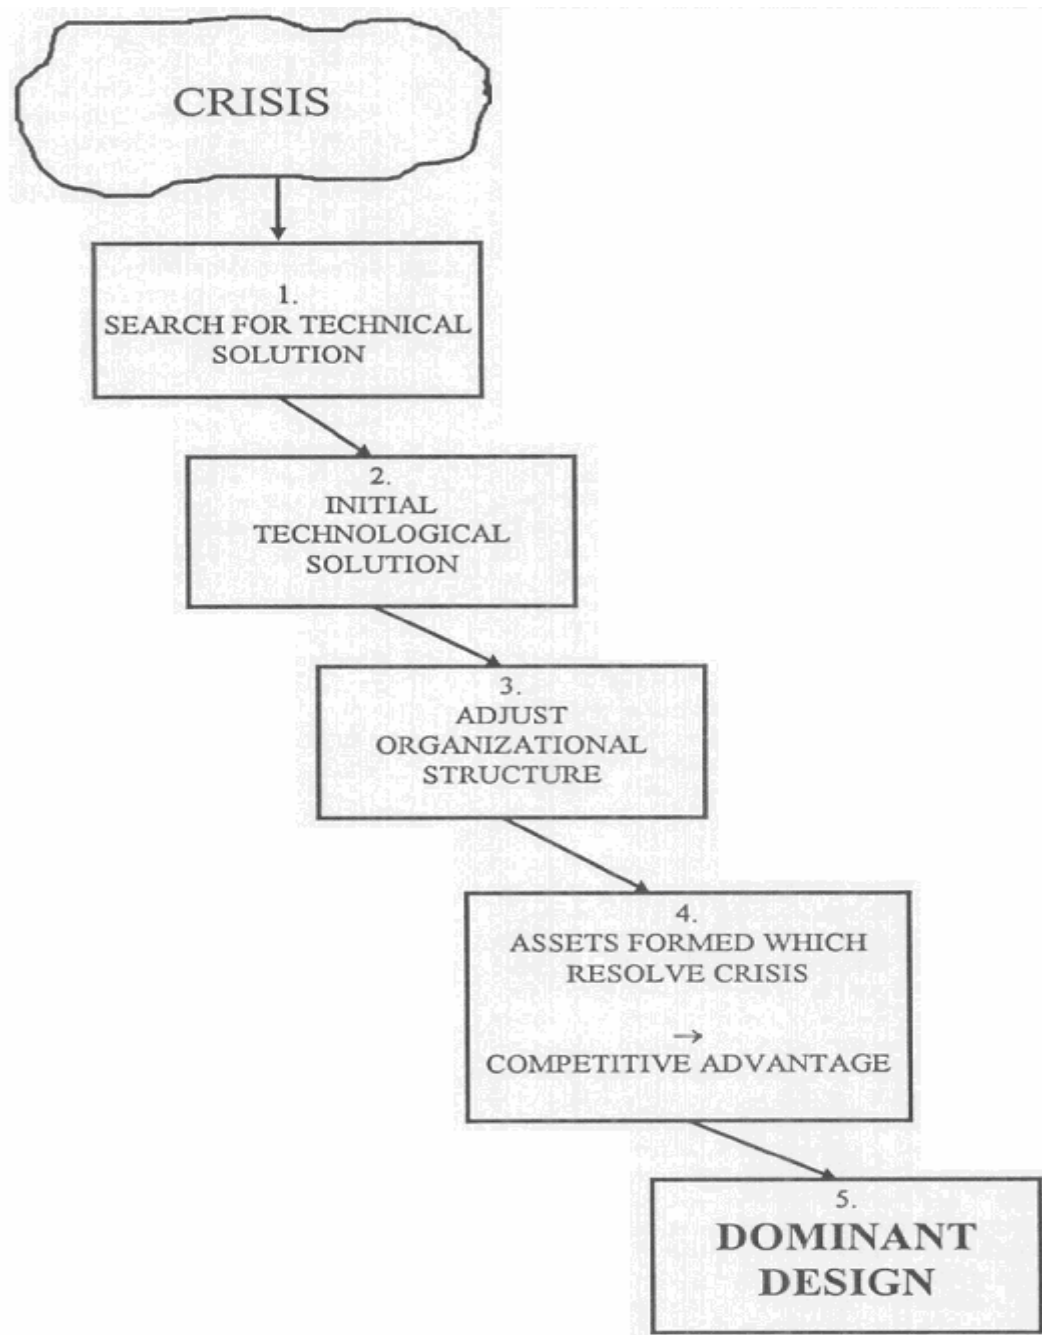 CRISIS
1.
SEARCH FOR TECHNICAL
SOLUTION
2.
INITIAL
TECHNOLOGICAL
SOLUTION
3.
ADJUST
ORGANIZATIONAL
STRUCTURE
4.
ASSETS FORMED WHICH
RESOLVE CRISIS
→
COMPETITIVE ADVANTAGE
5.
DOMINANT
DESIGN